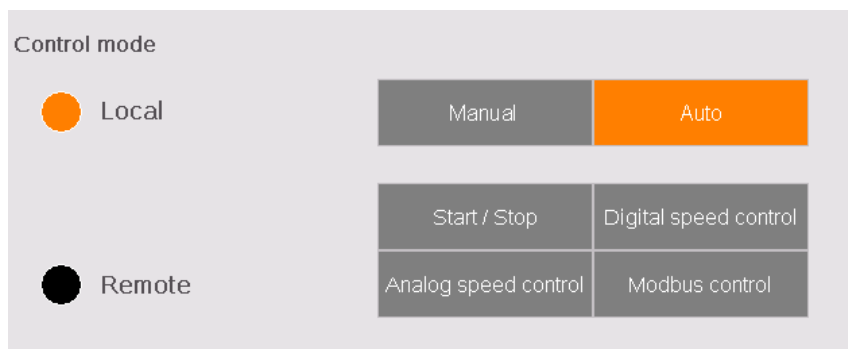 Control mode
Local
Manual
Auto
Start / Stop
Digital speed control
Remote
Analog speed control
Modbus control